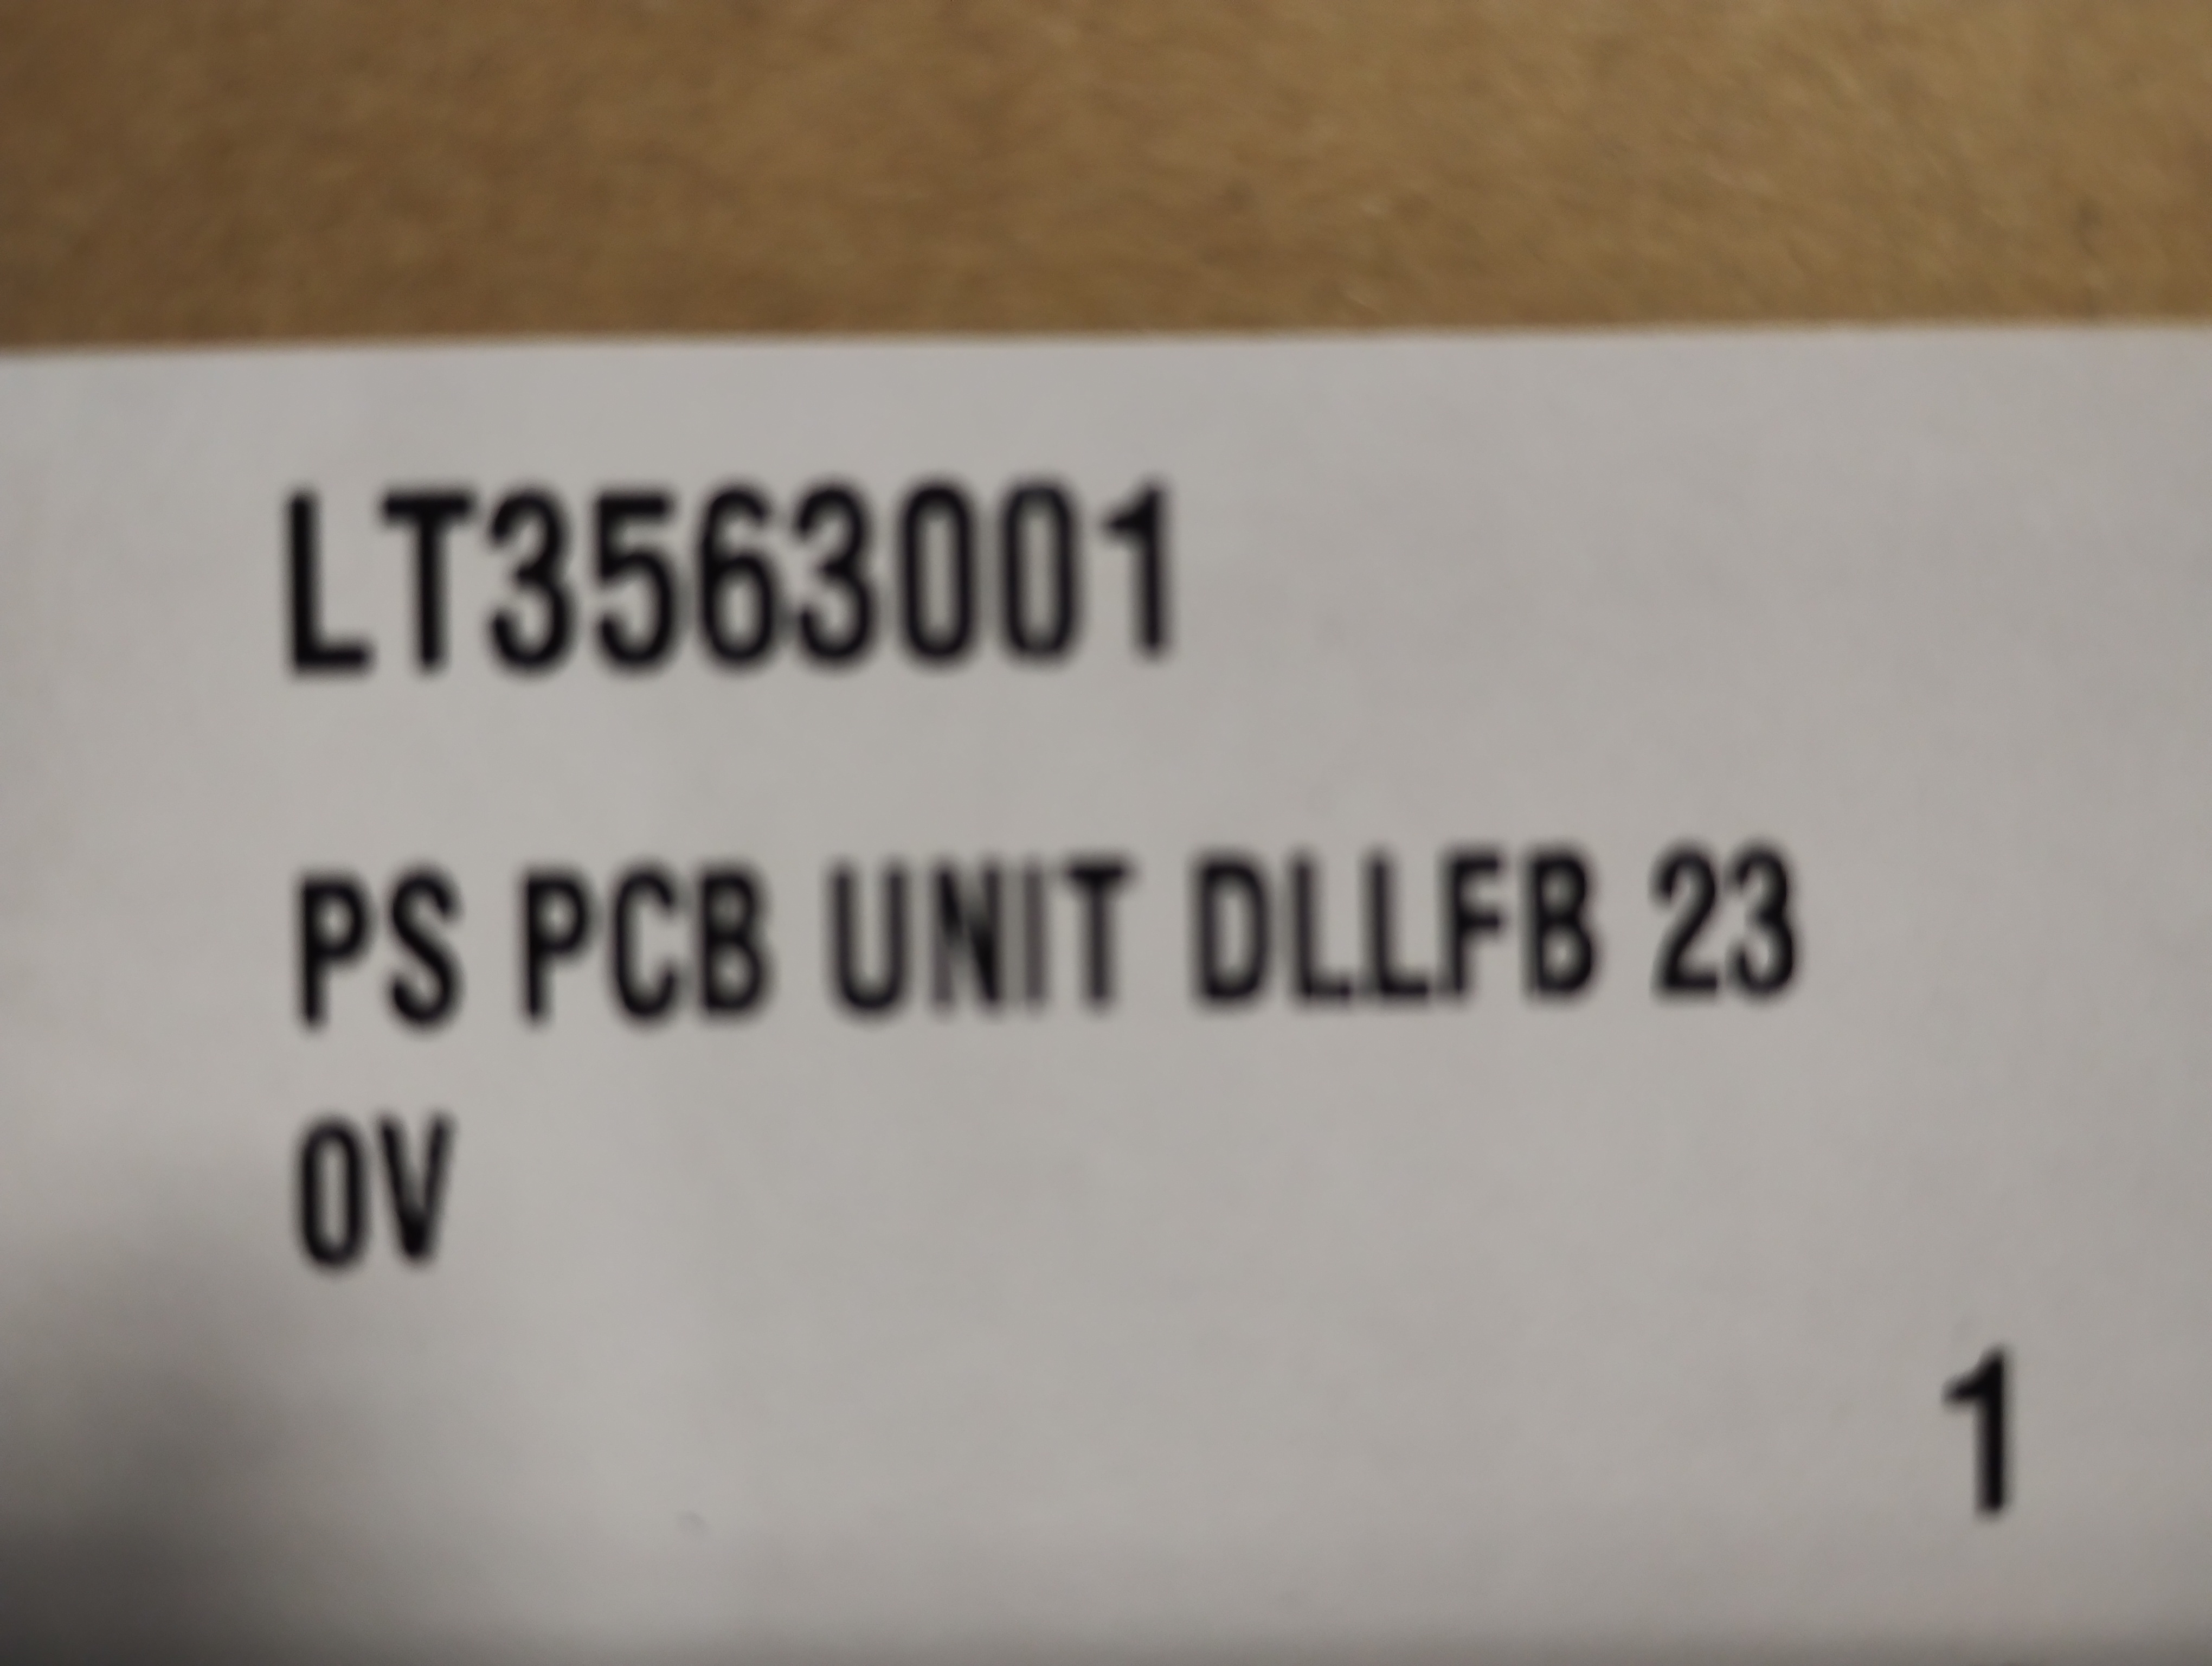 LT3563001
PS PCB UNIT DLLFB 23
0V
1